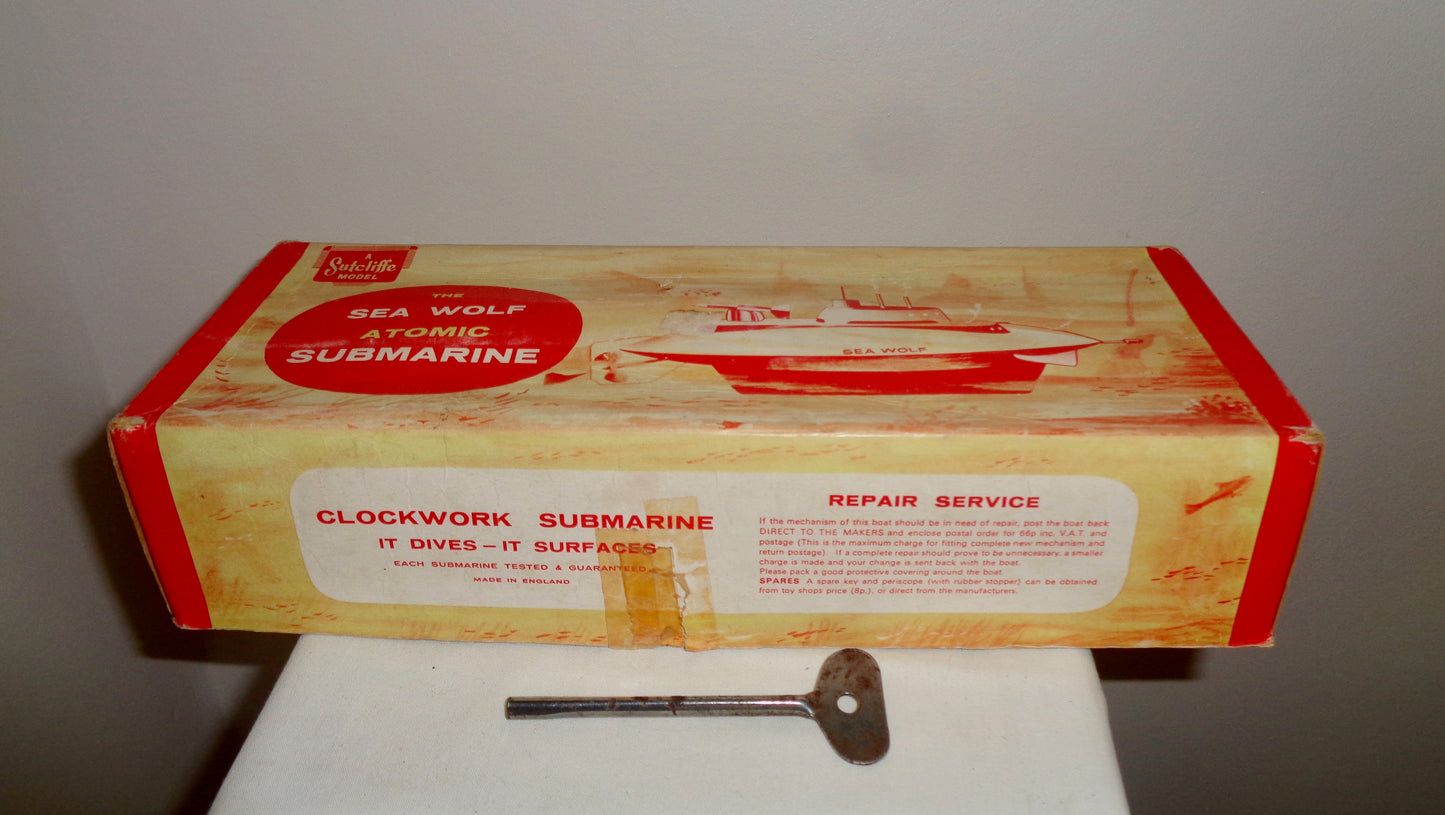 A
Sutcliffe
MODEL
THE
SEA WOLF
ATOMIC
SUBMARINE
SEA WOLF
CLOCKWORK SUBMARINE
IT DIVES – IT SURFACES
EACH SUBMARINE TESTED & GUARANTEED
MADE IN ENGLAND
REPAIR SERVICE
If the mechanism of this boat should be in need of repair, post the boat back
DIRECT TO THE MAKERS and enclose postal order for 66p inc. V.A.T. and
postage (This is the maximum charge for fitting complete new mechanism and
return postage). If a complete repair should prove to be unnecessary, a smaller
charge is made and your change is sent back with the boat.
Please pack a good protective covering around the boat.
SPARES A spare key and periscope (with rubber stopper) can be obtained
from toy shops price (8p.), or direct from the manufacturers.